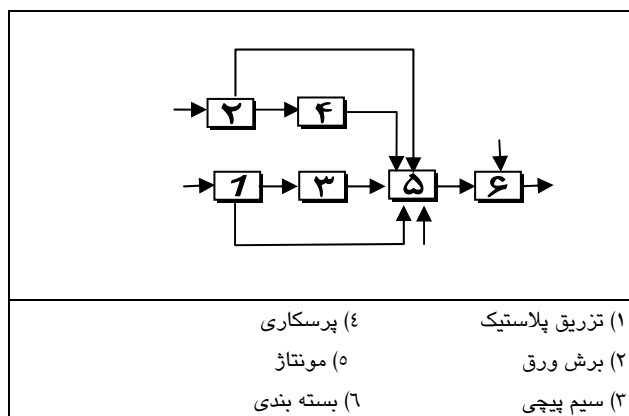 ۲ ۴
1 ۳ ۵ ۶
۱) تزریق پلاستیک ٤) پرسکاری
۲) برش ورق ٥) مونتاژ
۳) سیم پیچی ٦) بسته بندی